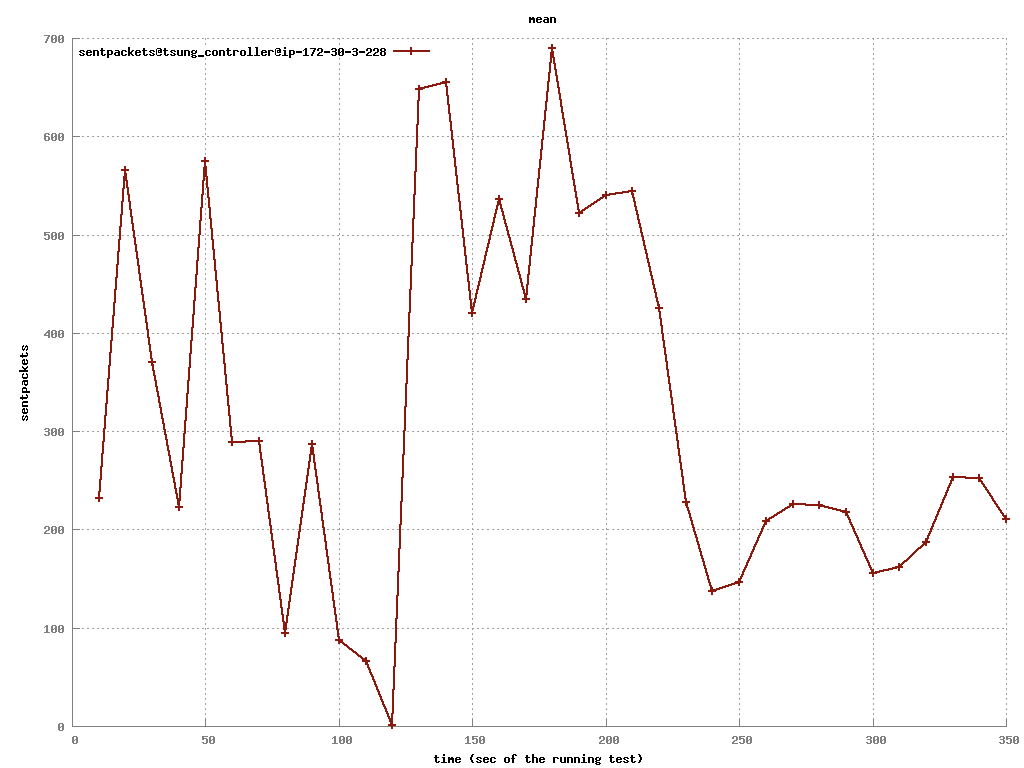 mean
sentpackets@tsung_controller@ip-172-30-3-228
700
600
500
400
300
200
100
0
sentpackets
0 50 100 150 200 250 300 350
time (sec of the running test)